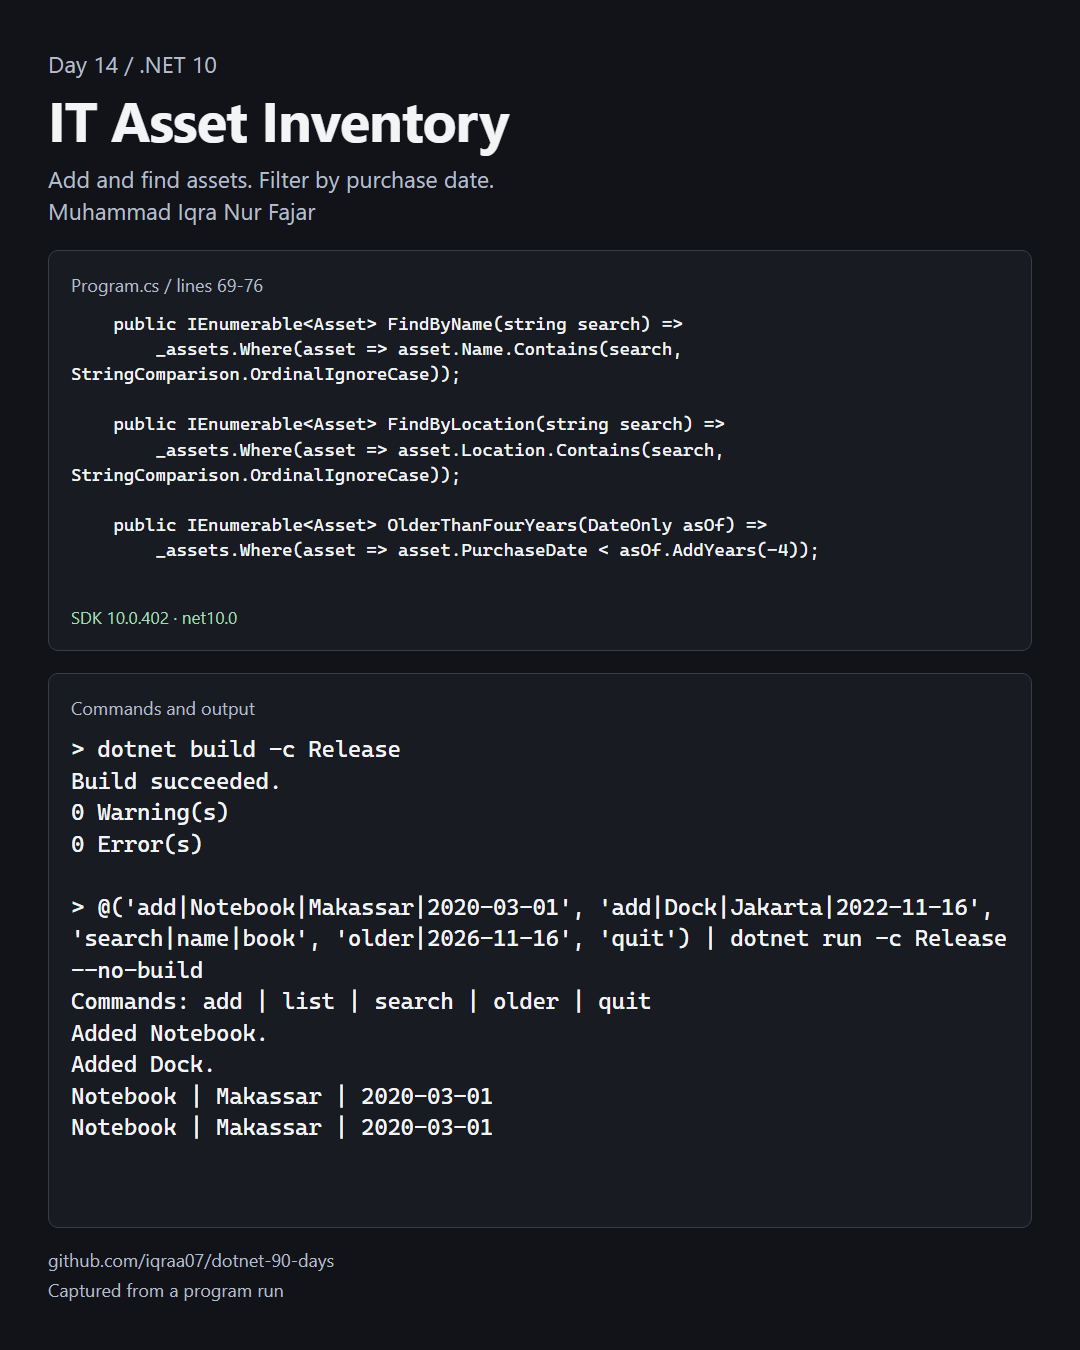 Day 14 / .NET 10
IT Asset Inventory
Add and find assets. Filter by purchase date.
Muhammad Iqra Nur Fajar
Program.cs / lines 69-76
    public IEnumerable<Asset> FindByName(string search) =>
        _assets.Where(asset => asset.Name.Contains(search,
StringComparison.OrdinalIgnoreCase));

    public IEnumerable<Asset> FindByLocation(string search) =>
        _assets.Where(asset => asset.Location.Contains(search,
StringComparison.OrdinalIgnoreCase));

    public IEnumerable<Asset> OlderThanFourYears(DateOnly asOf) =>
        _assets.Where(asset => asset.PurchaseDate < asOf.AddYears(-4));

SDK 10.0.402 · net10.0
Commands and output
> dotnet build -c Release
Build succeeded.
0 Warning(s)
0 Error(s)

> @('add|Notebook|Makassar|2020-03-01', 'add|Dock|Jakarta|2022-11-16',
'search|name|book', 'older|2026-11-16', 'quit') | dotnet run -c Release
--no-build
Commands: add | list | search | older | quit
Added Notebook.
Added Dock.
Notebook | Makassar | 2020-03-01
Notebook | Makassar | 2020-03-01
github.com/iqraa07/dotnet-90-days
Captured from a program run